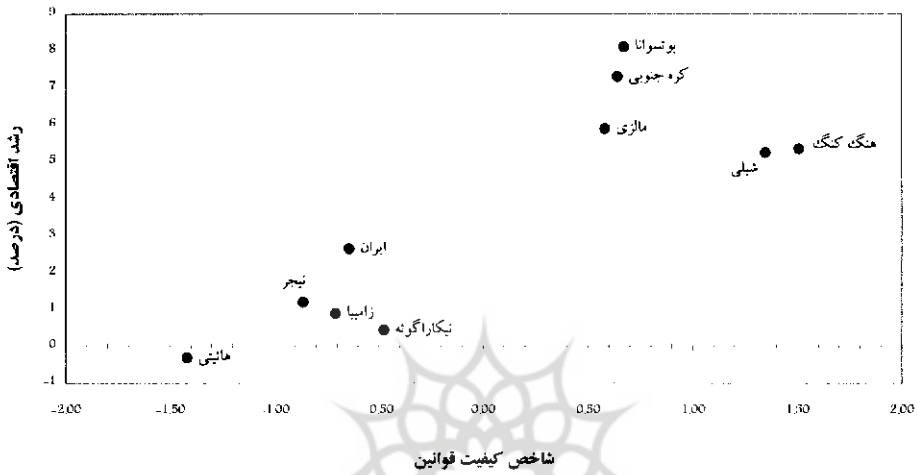 9
8
7
6
5
4
3
2
1
0
-1
رشد اقتصادی (درصد)
بوتسوانا
کره جنوبی
مالزی
هنگ کنگ
شیلی
ایران
نیجر
زامبیا
نیکاراگوئه
هائیتی
-2,00 -1,50 -1,00 -0,50 0,00 0,50 1,00 1,50 2,00
شاخص کیفیت قوانین